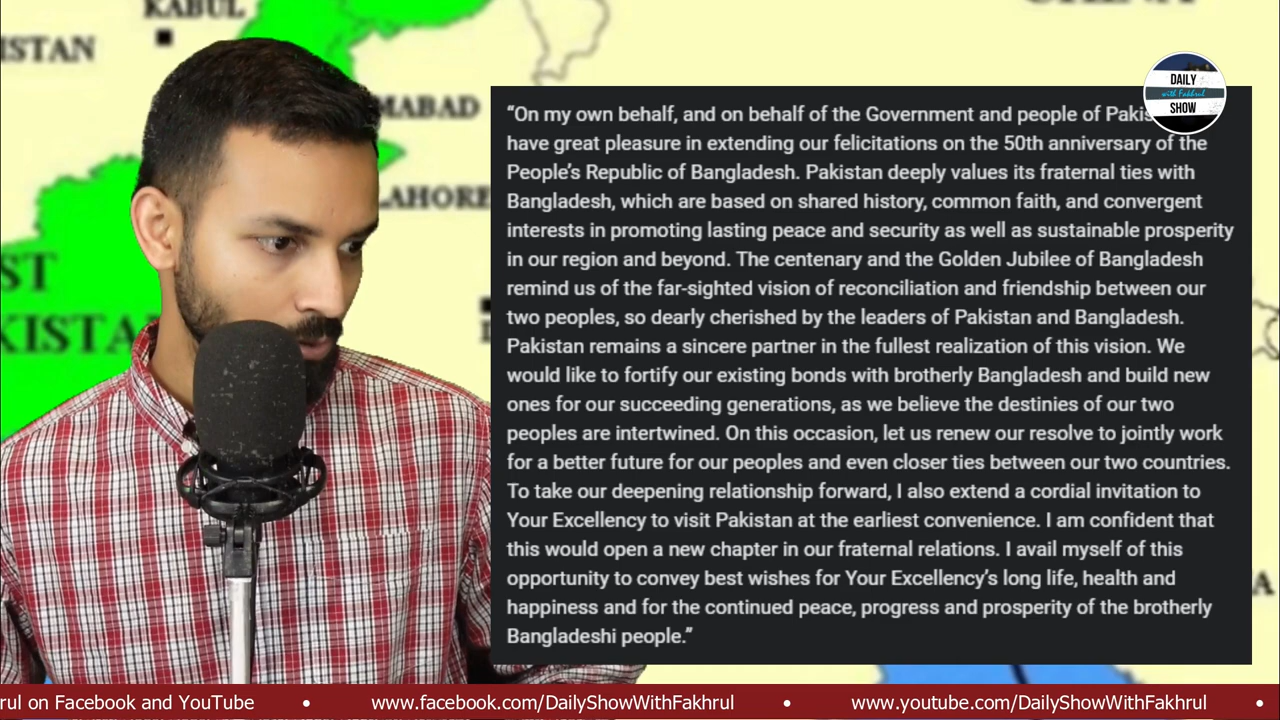 KABUL
ISTAN
MABAD
LAHORE
ST
KISTA
DAILY
with Fakhrul
SHOW
“On my own behalf, and on behalf of the Government and people of Pakis
have great pleasure in extending our felicitations on the 50th anniversary of the
People’s Republic of Bangladesh. Pakistan deeply values its fraternal ties with
Bangladesh, which are based on shared history, common faith, and convergent
interests in promoting lasting peace and security as well as sustainable prosperity
in our region and beyond. The centenary and the Golden Jubilee of Bangladesh
remind us of the far-sighted vision of reconciliation and friendship between our
two peoples, so dearly cherished by the leaders of Pakistan and Bangladesh.
Pakistan remains a sincere partner in the fullest realization of this vision. We
would like to fortify our existing bonds with brotherly Bangladesh and build new
ones for our succeeding generations, as we believe the destinies of our two
peoples are intertwined. On this occasion, let us renew our resolve to jointly work
for a better future for our peoples and even closer ties between our two countries.
To take our deepening relationship forward, I also extend a cordial invitation to
Your Excellency to visit Pakistan at the earliest convenience. I am confident that
this would open a new chapter in our fraternal relations. I avail myself of this
opportunity to convey best wishes for Your Excellency’s long life, health and
happiness and for the continued peace, progress and prosperity of the brotherly
Bangladeshi people.”
rul on Facebook and YouTube • www.facebook.com/DailyShowWithFakhrul • www.youtube.com/DailyShowWithFakhrul •